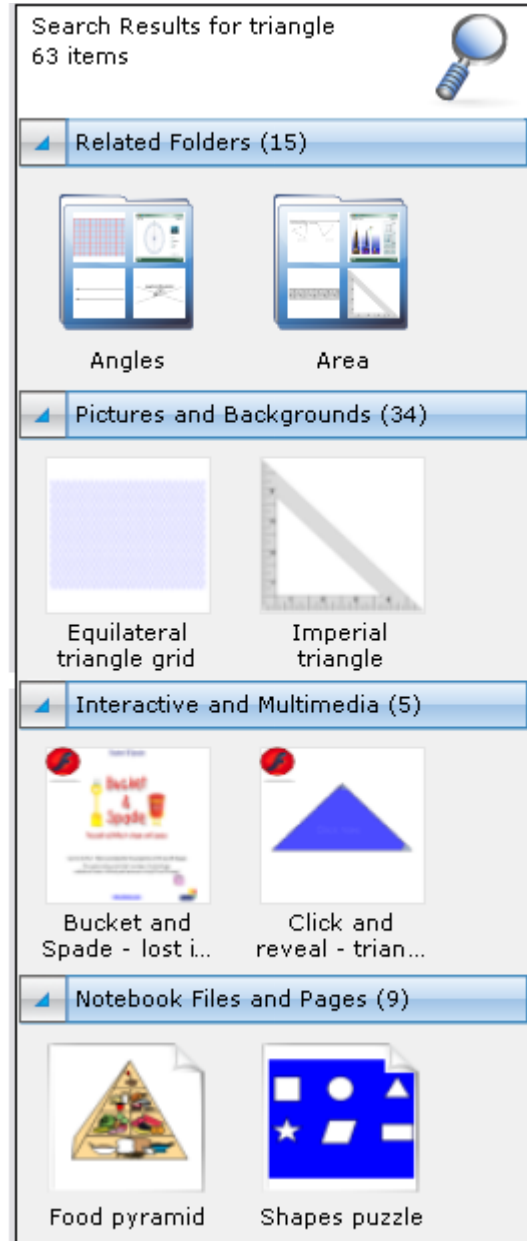 Search Results for triangle
63 items
Related Folders (15)
Angles
Area
Pictures and Backgrounds (34)
Equilateral
triangle grid
Imperial
triangle
Interactive and Multimedia (5)
Bucket
&
Spade
Bucket and
Spade - lost i...
Click and
reveal - trian...
Notebook Files and Pages (9)
Food pyramid
Shapes puzzle